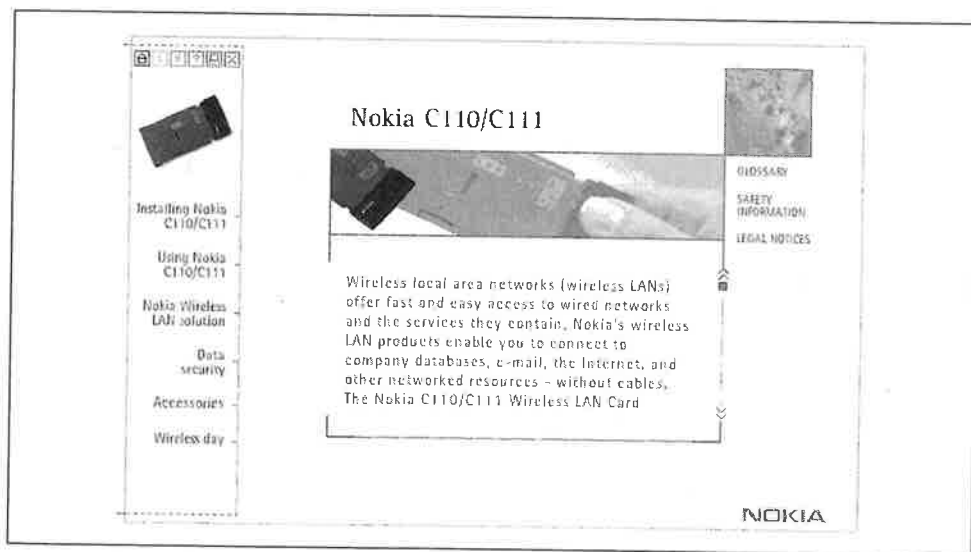 Nokia C110/C111
Installing Nokia
C110/C111
Using Nokia
C110/C111
Nokia Wireless
LAN solution
Data
security
Accessories
Wireless day
Wireless local area networks (wireless LANs)
offer fast and easy access to wired networks
and the services they contain. Nokia's wireless
LAN products enable you to connect to
company databases, e-mail, the Internet, and
other networked resources – without cables.
The Nokia C110/C111 Wireless LAN Card
GLOSSARY
SAFETY
INFORMATION
LEGAL NOTICES
NOKIA